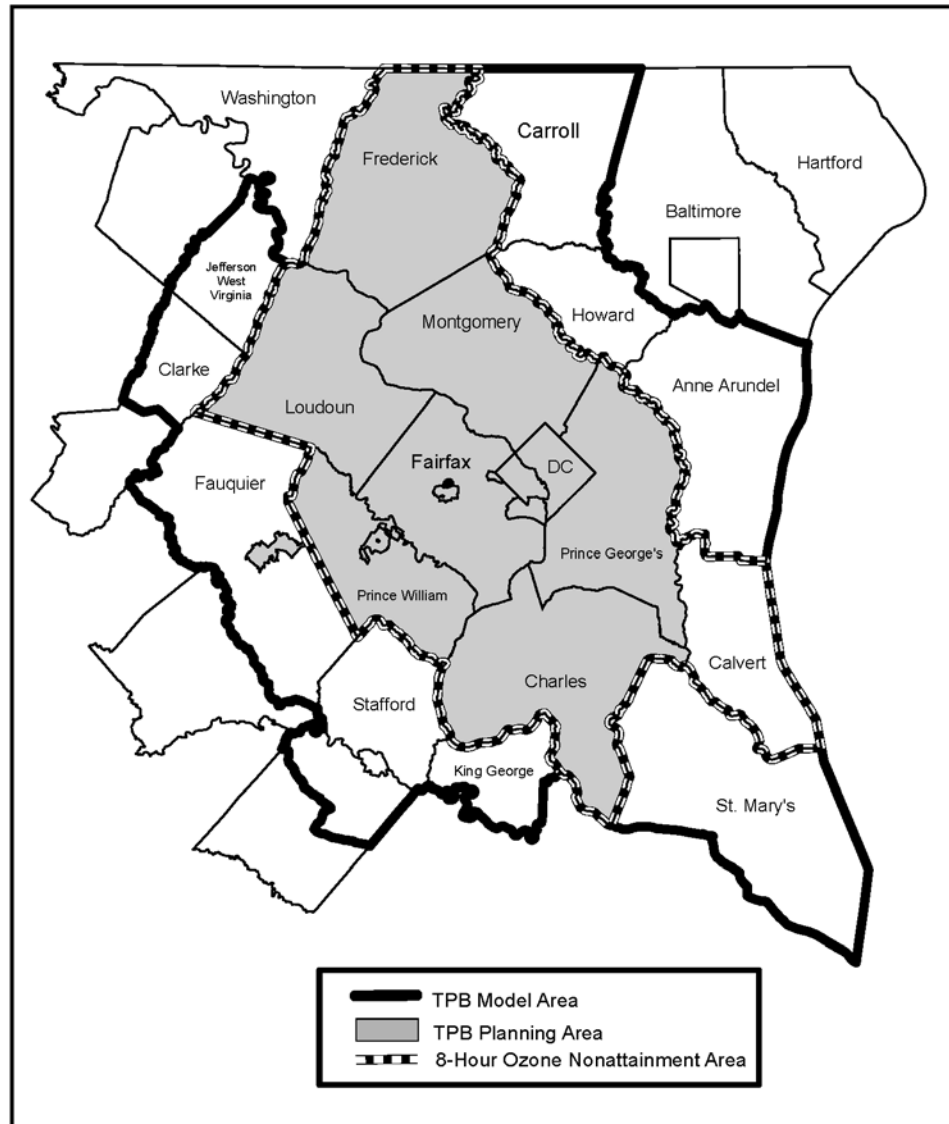 Washington
Carroll
Hartford
Frederick
Baltimore
Jefferson
West
Virginia
Howard
Montgomery
Clarke
Anne Arundel
Loudoun
Fairfax
DC
Fauquier
Prince George's
Prince William
Calvert
Charles
Stafford
King George
St. Mary's
TPB Model Area
TPB Planning Area
8-Hour Ozone Nonattainment Area